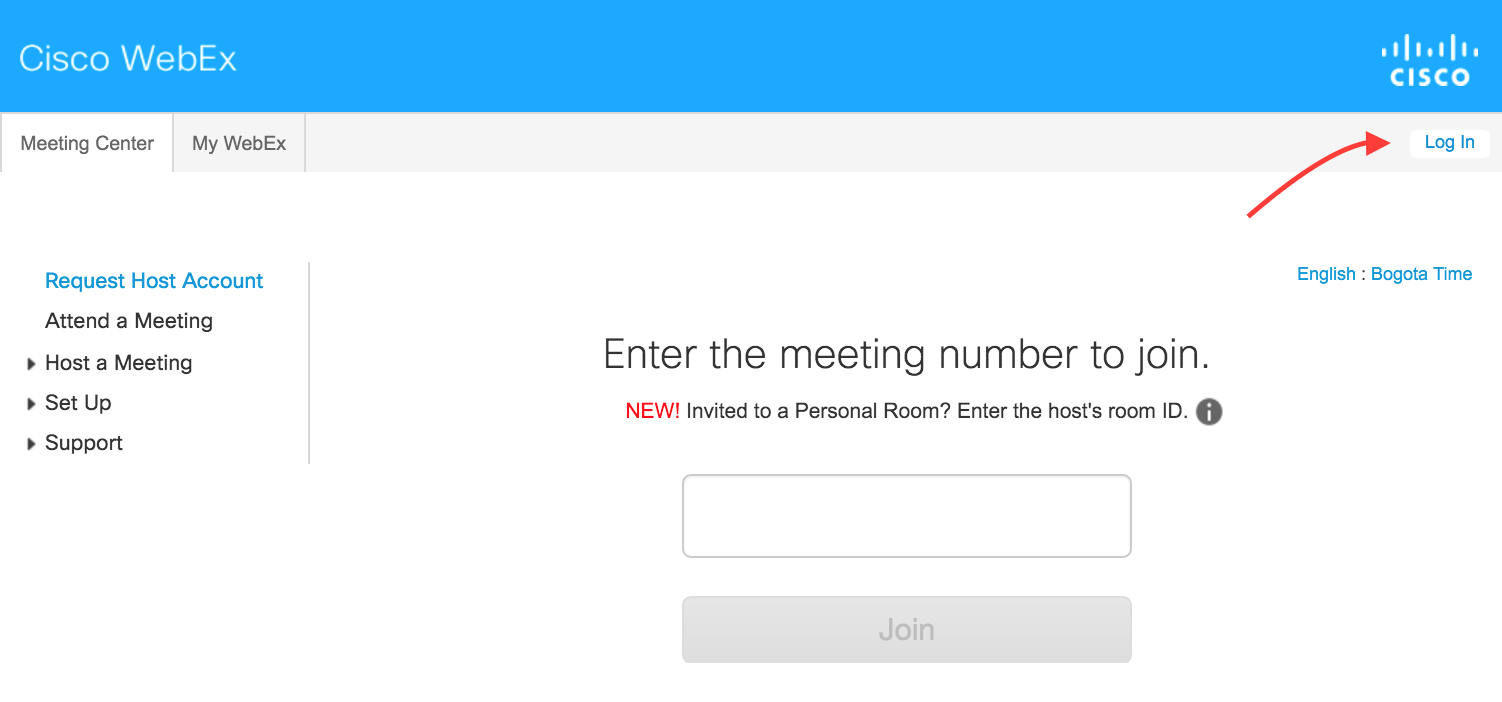 Cisco WebEx
CISCO
Meeting Center
My WebEx
Log In
Request Host Account
Attend a Meeting
Host a Meeting
Set Up
Support
English : Bogota Time
Enter the meeting number to join.
NEW! Invited to a Personal Room? Enter the host's room ID.
Join